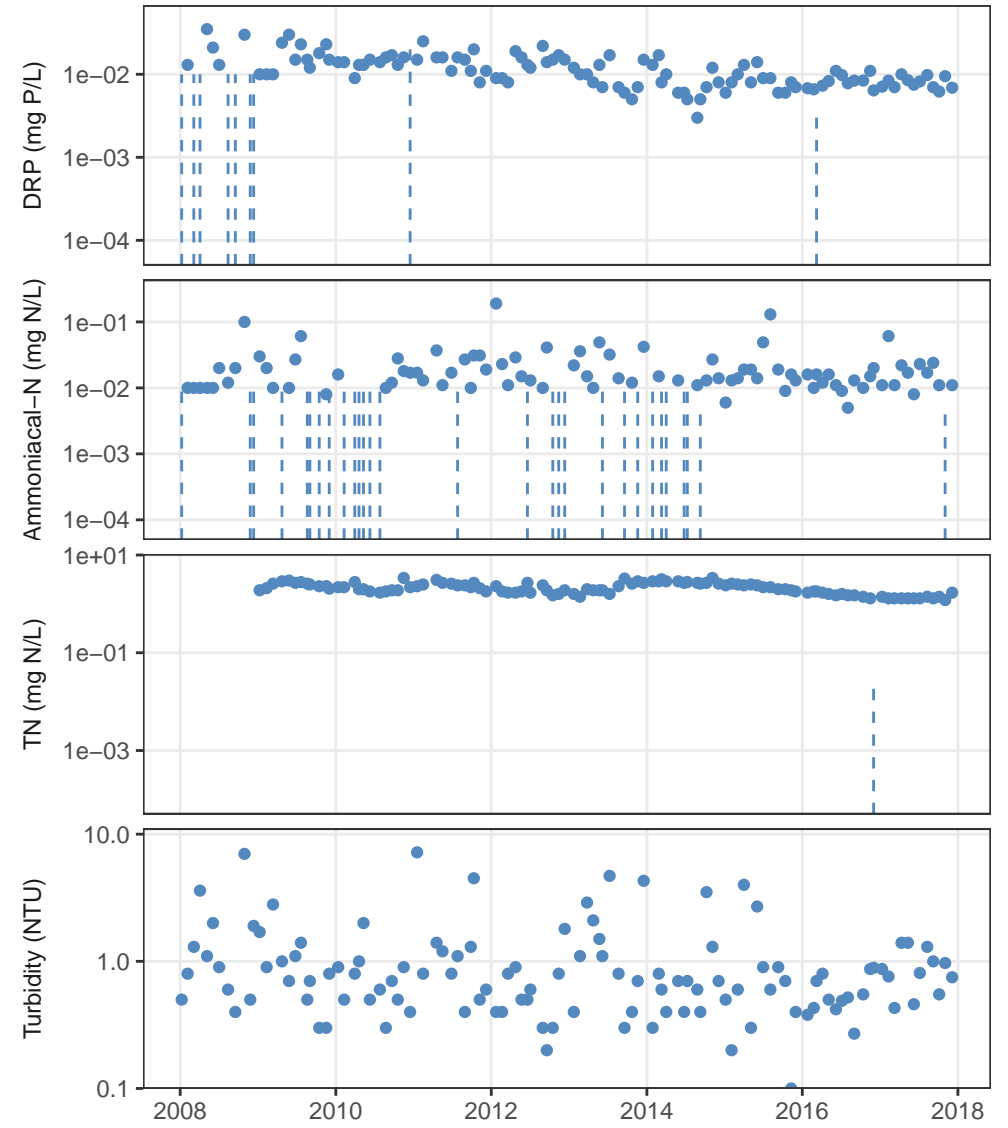 DRP (mg P/L)
1e−02
1e−03
1e−04
Ammoniacal−N (mg N/L)
1e−01
1e−02
1e−03
1e−04
TN (mg N/L)
1e+01
1e−01
1e−03
Turbidity (NTU)
10.0
1.0
0.1
2008 2010 2012 2014 2016 2018